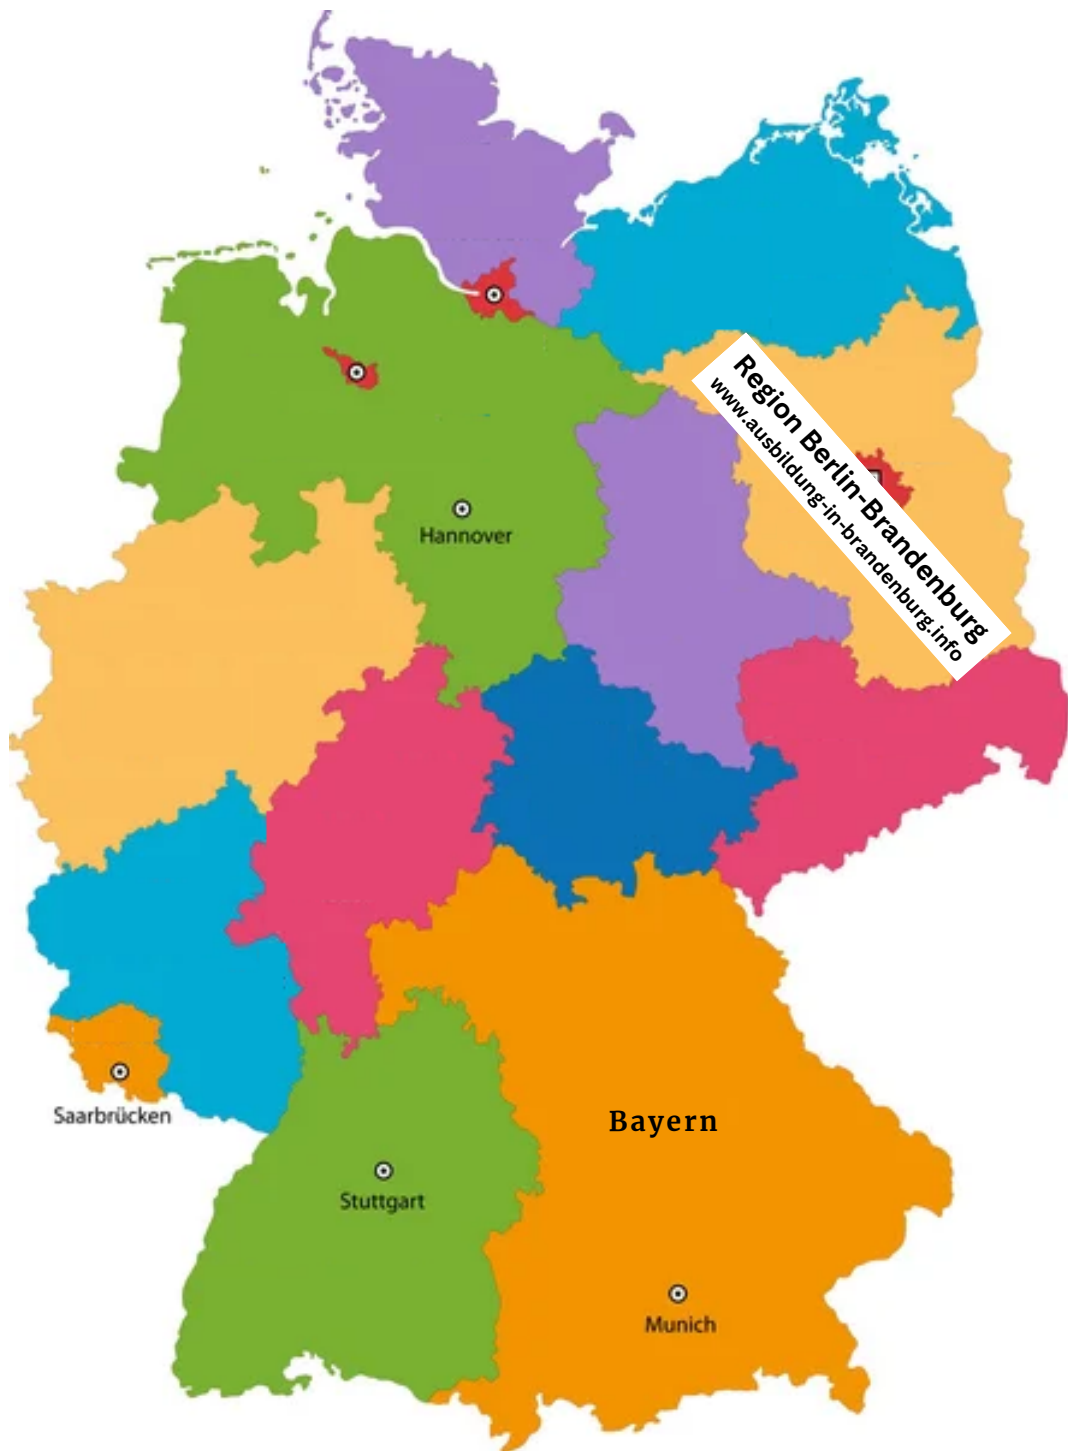 Region Berlin-Brandenburg
www.ausbildung-in-brandenburg.info
Hannover
Saarbrücken
Bayern
Stuttgart
Munich